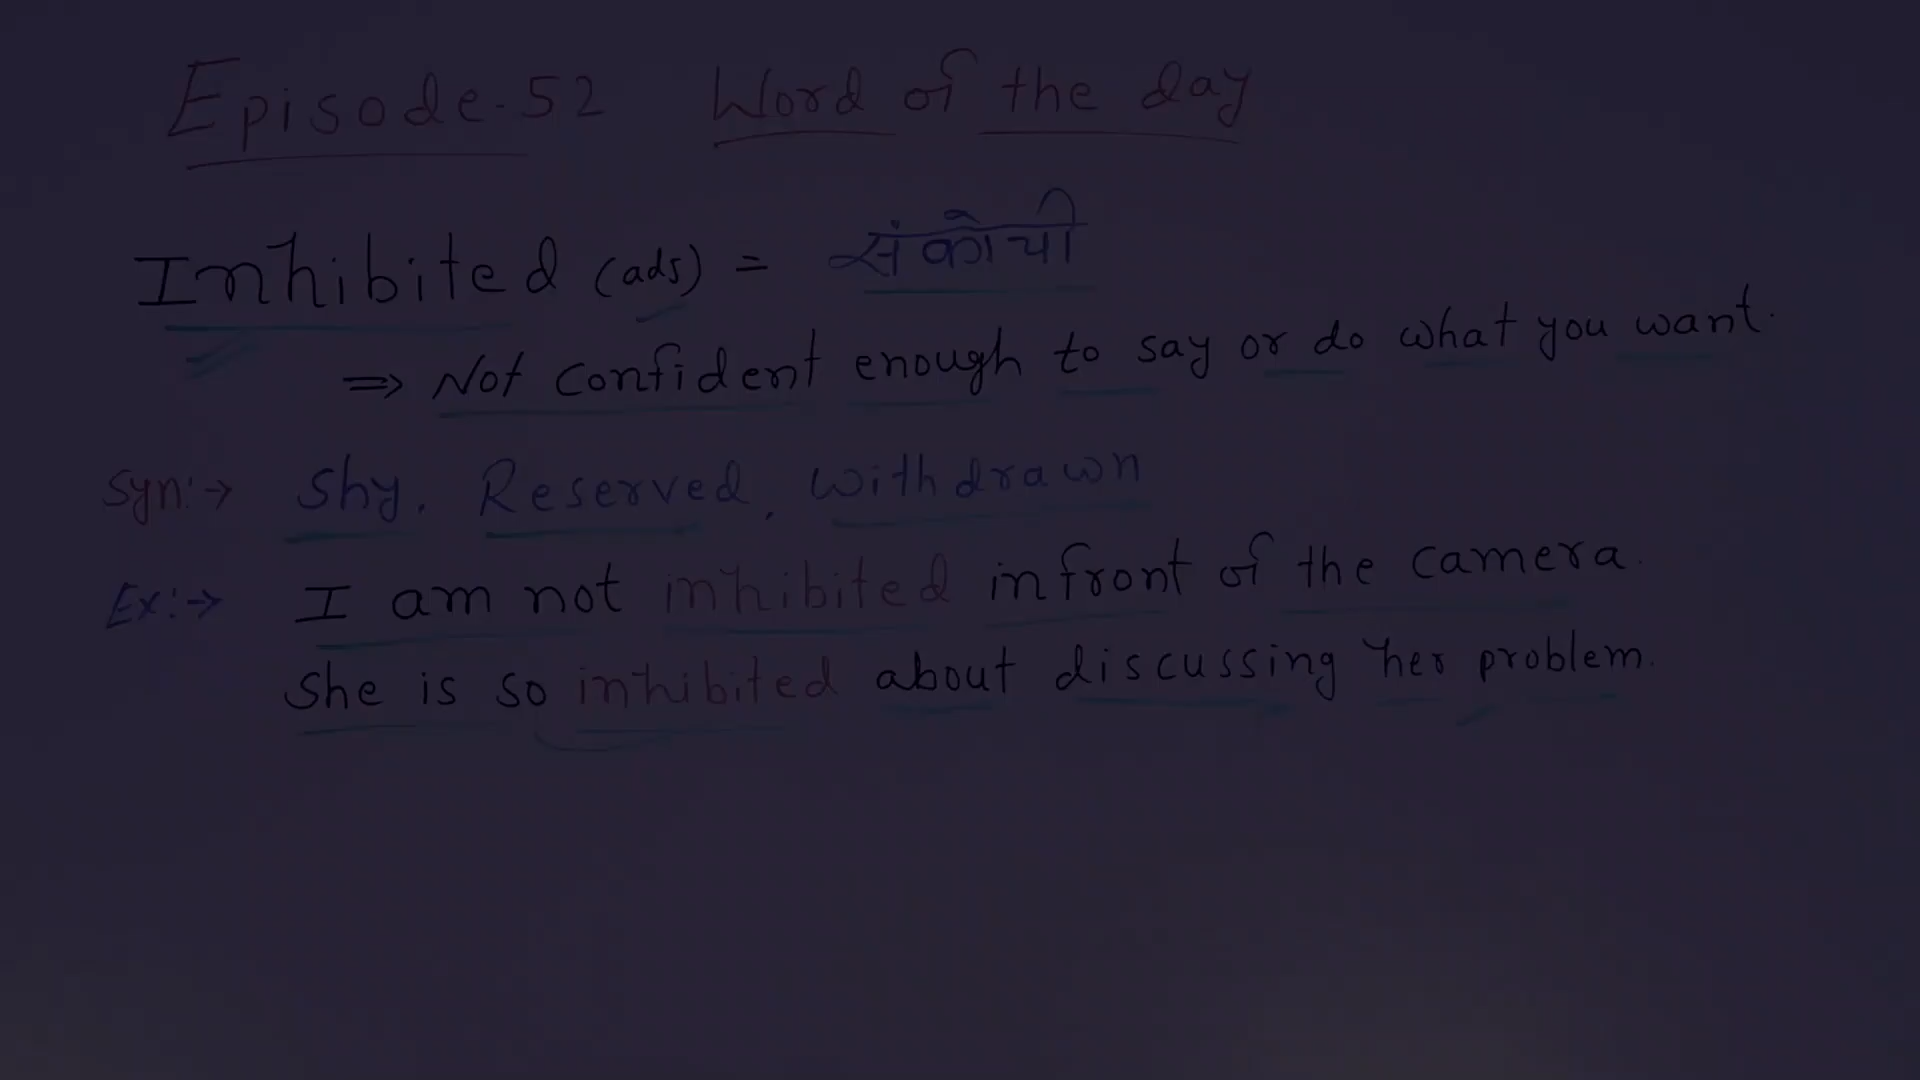 Episode-52 Word of the day
Inhibited (adj) = संकोची
⇒ Not confident enough to say or do what you want.
Syn:→ Shy, Reserved, withdrawn
Ex:→ I am not inhibited infront of the camera.
She is so inhibited about discussing her problem.